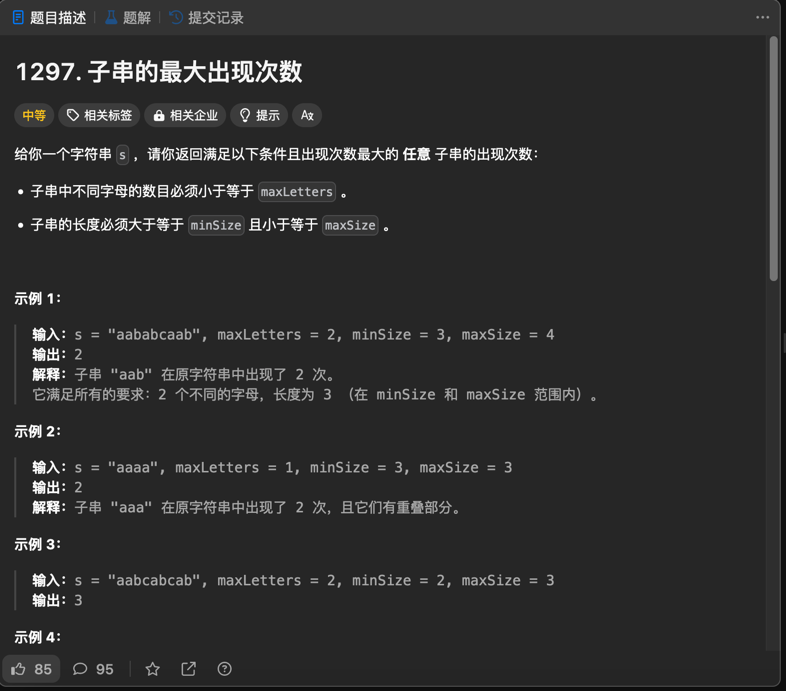 题目描述 | 题解 | 提交记录 ...
1297. 子串的最大出现次数
中等 相关标签 相关企业 提示 Aあ
给你一个字符串 s ，请你返回满足以下条件且出现次数最大的 任意 子串的出现次数：
• 子串中不同字母的数目必须小于等于 maxLetters 。
• 子串的长度必须大于等于 minSize 且小于等于 maxSize 。
示例 1：
输入：s = "aababcaab", maxLetters = 2, minSize = 3, maxSize = 4
输出：2
解释：子串 "aab" 在原字符串中出现了 2 次。
它满足所有的要求：2 个不同的字母，长度为 3 （在 minSize 和 maxSize 范围内）。
示例 2：
输入：s = "aaaa", maxLetters = 1, minSize = 3, maxSize = 3
输出：2
解释：子串 "aaa" 在原字符串中出现了 2 次，且它们有重叠部分。
示例 3：
输入：s = "aabcabcab", maxLetters = 2, minSize = 2, maxSize = 3
输出：3
示例 4：
85 95